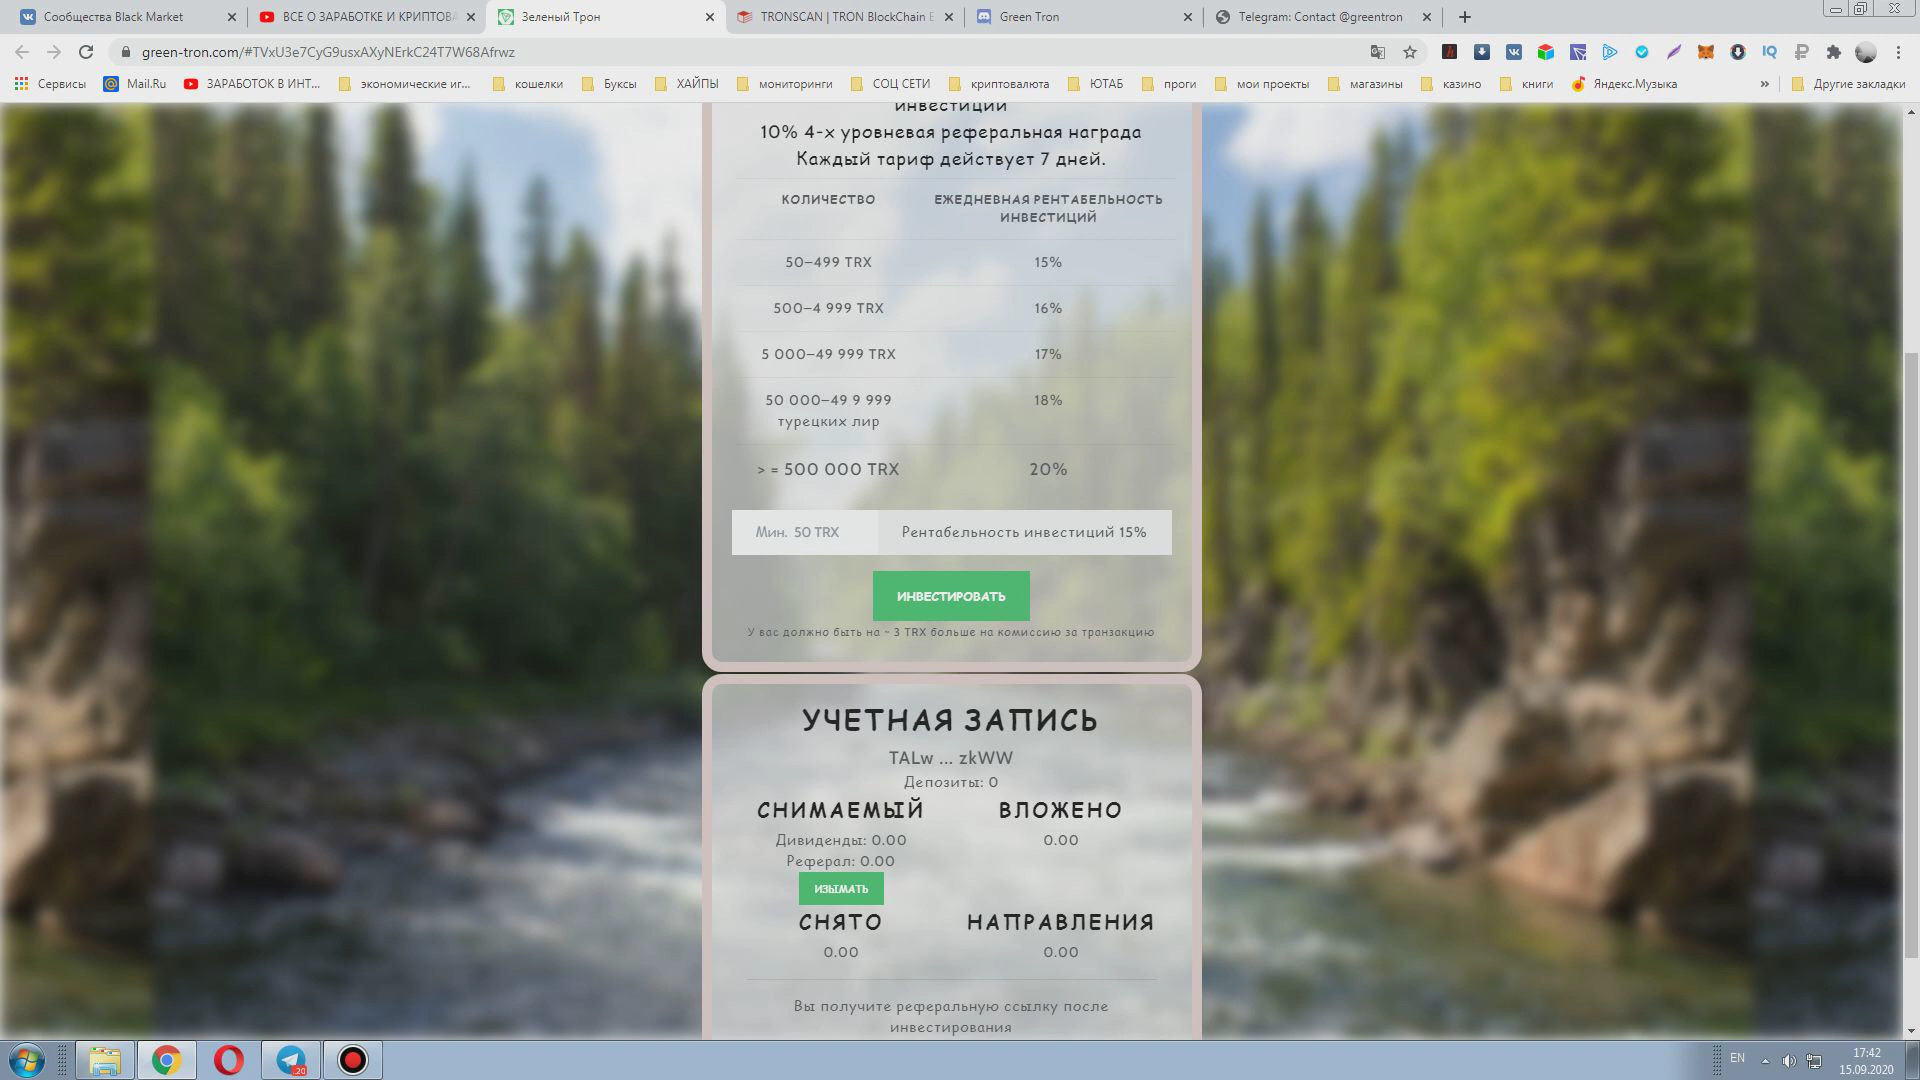 Сообщества Black Market
ВСЕ О ЗАРАБОТКЕ И КРИПТОВА
Зеленый Трон
TRONSCAN | TRON BlockChain E
Green Tron
Telegram: Contact @greentron
green-tron.com/#TVxU3e7CyG9usxAXyNErkC24T7W68Afrwz
Сервисы
Mail.Ru
ЗАРАБОТОК В ИНТ...
экономические иг...
кошелки
Буксы
ХАЙПЫ
мониторинги
СОЦ СЕТИ
криптовалюта
ЮТАБ
проги
мои проекты
магазины
казино
книги
Яндекс.Музыка
»
Другие закладки
инвестиции
10% 4-х уровневая реферальная награда
Каждый тариф действует 7 дней.
КОЛИЧЕСТВО
ЕЖЕДНЕВНАЯ РЕНТАБЕЛЬНОСТЬ
ИНВЕСТИЦИЙ
50–499 TRX 15%
500–4 999 TRX 16%
5 000–49 999 TRX 17%
50 000–49 9 999 18%
турецких лир
> = 500 000 TRX 20%
Мин. 50 TRX
Рентабельность инвестиций 15%
ИНВЕСТИРОВАТЬ
У вас должно быть на ~ 3 TRX больше на комиссию за транзакцию
УЧЕТНАЯ ЗАПИСЬ
TALw ... zkWW
Депозиты: 0
СНИМАЕМЫЙ ВЛОЖЕНО
Дивиденды: 0.00 0.00
Реферал: 0.00
ИЗЫМАТЬ
СНЯТО НАПРАВЛЕНИЯ
0.00 0.00
Вы получите реферальную ссылку после
инвестирования
.20
EN
17:42
15.09.2020